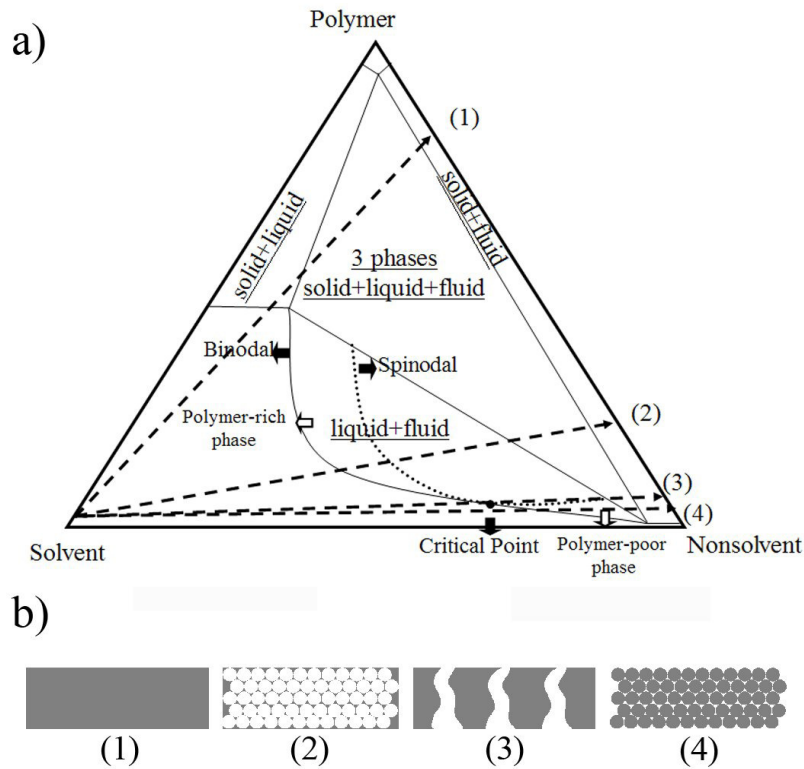 a)
Polymer
(1)
solid+liquid
solid+fluid
3 phases
solid+liquid+fluid
Binodal
Spinodal
Polymer-rich
phase
liquid+fluid
(2)
(3)
(4)
Solvent
Critical Point
Polymer-poor
phase
Nonsolvent
b)
(1)
(2)
(3)
(4)